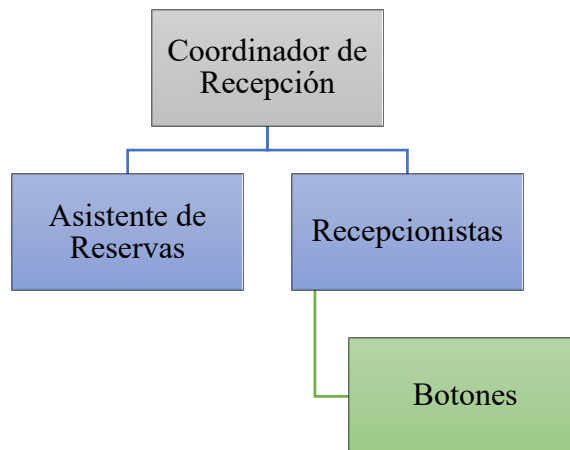 Coordinador de
Recepción
Asistente de
Reservas
Recepcionistas
Botones